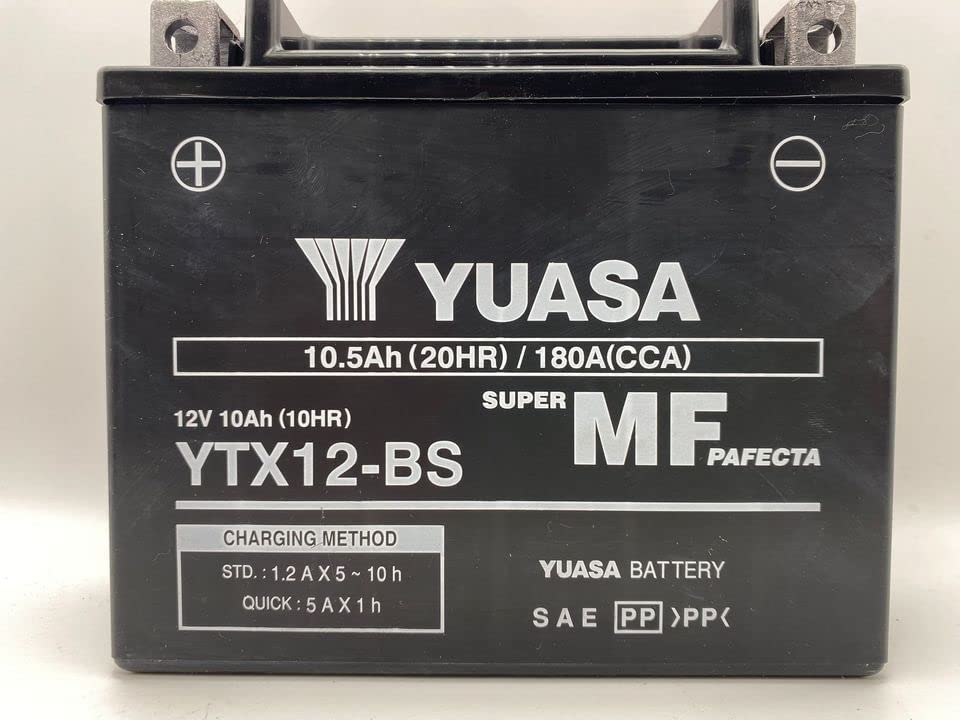 YUASA
10.5Ah (20HR) / 180A(CCA)
12V 10Ah (10HR)
YTX12-BS
SUPER MF PAFECTA
CHARGING METHOD
STD. : 1.2 A X 5 ~ 10 h
QUICK : 5 A X 1 h
YUASA BATTERY
S A E PP >PP<